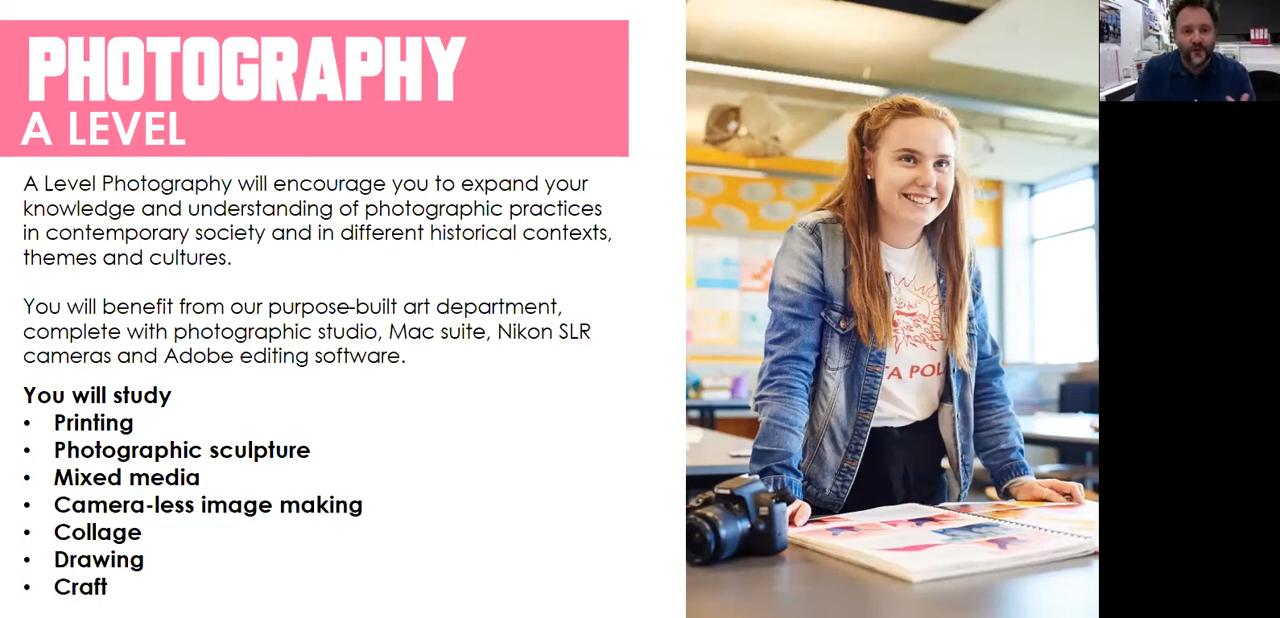 PHOTOGRAPHY
A LEVEL
A Level Photography will encourage you to expand your
knowledge and understanding of photographic practices
in contemporary society and in different historical contexts,
themes and cultures.
You will benefit from our purpose-built art department,
complete with photographic studio, Mac suite, Nikon SLR
cameras and Adobe editing software.
You will study
• Printing
• Photographic sculpture
• Mixed media
• Camera-less image making
• Collage
• Drawing
• Craft